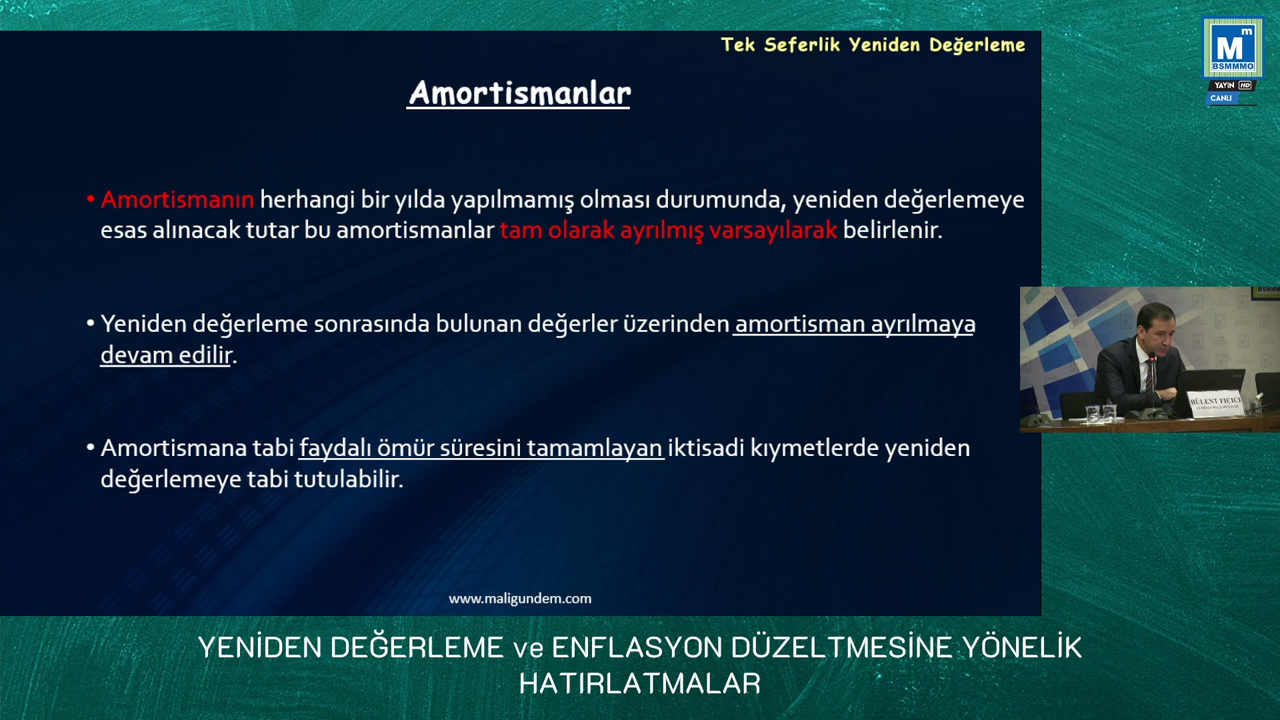 Tek Seferlik Yeniden Değerleme
Amortismanlar
• Amortismanın herhangi bir yılda yapılmamış olması durumunda, yeniden değerlemeye
esas alınacak tutar bu amortismanlar tam olarak ayrılmış varsayılarak belirlenir.
• Yeniden değerleme sonrasında bulunan değerler üzerinden amortisman ayrılmaya
devam edilir.
• Amortismana tabi faydalı ömür süresini tamamlayan iktisadi kıymetlerde yeniden
değerlemeye tabi tutulabilir.
www.maligundem.com
Mm
BSMMMO
YAYIN HD
CANLI
BÜLENT FIÇICI
YENİDEN DEĞERLEME ve ENFLASYON DÜZELTMESİNE YÖNELİK
HATIRLATMALAR